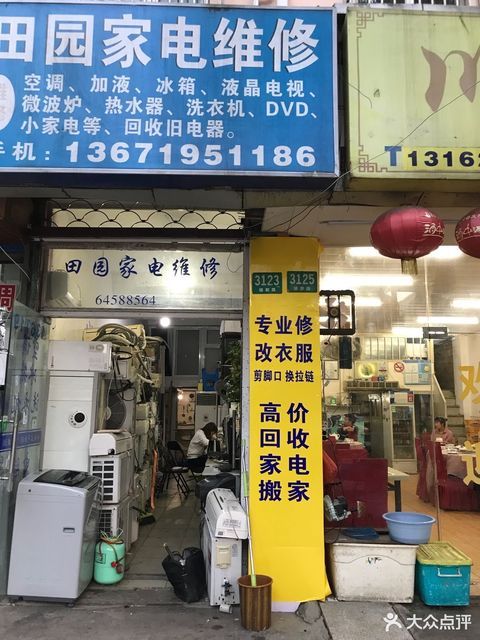 田园家电维修
空调、加液、冰箱、液晶电视、
微波炉、热水器、洗衣机、DVD、
小家电等、回收旧电器。
手机：13671951186
T13162
田园家电维修
64588564
3123
3125
专业修
改衣服
剪脚口 换拉链
高价
回收
家电
搬家
欢
大众点评